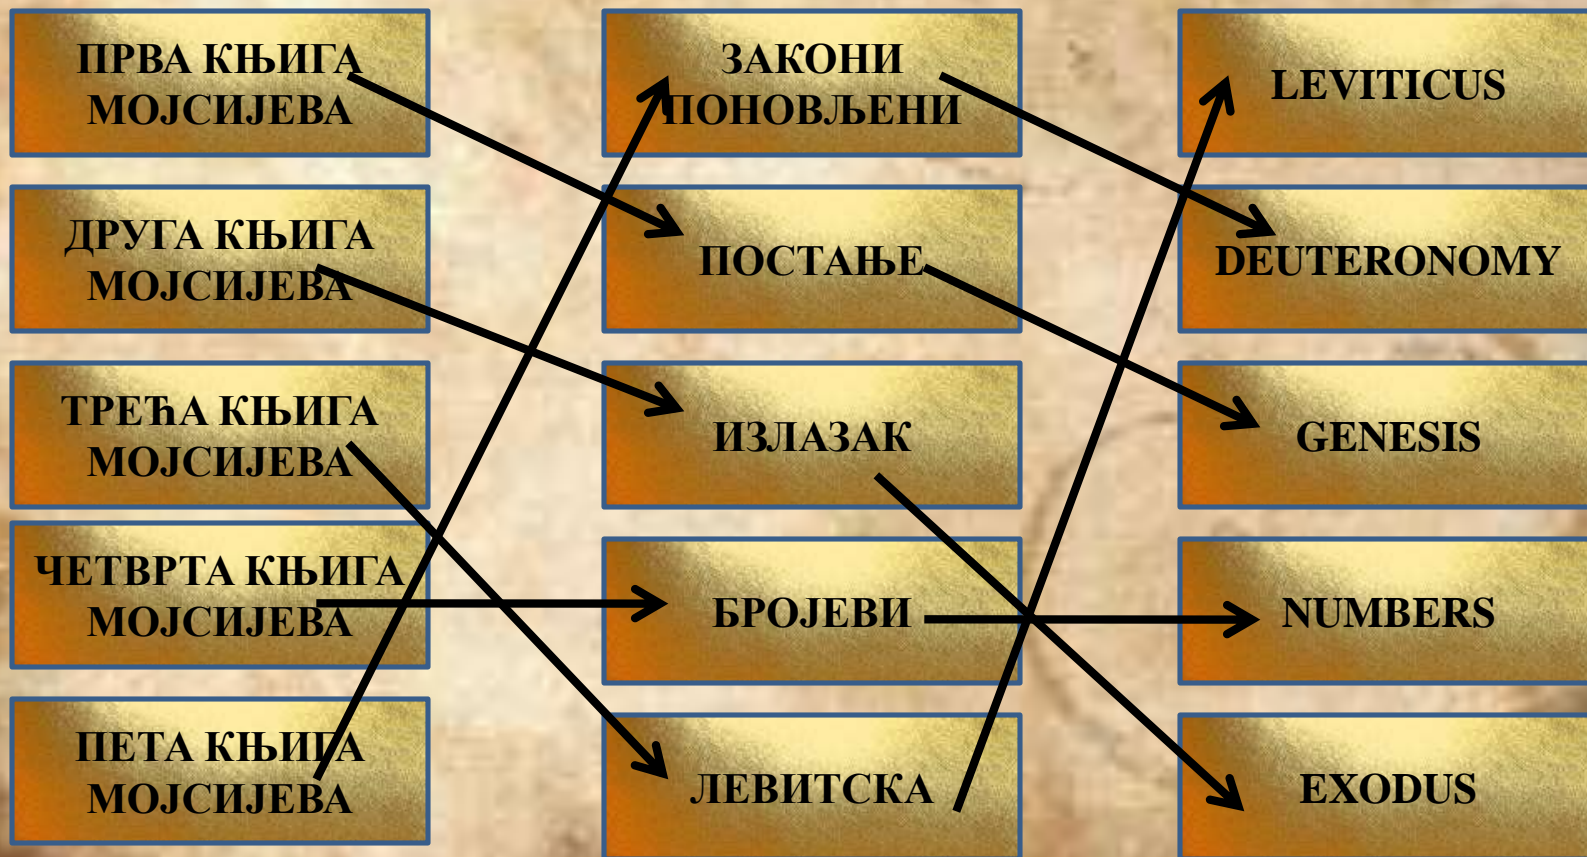 ПРВА КЊИГА
МОЈСИЈЕВА
ЗАКОНИ
ПОНОВЉЕНИ
LEVITICUS
ДРУГА КЊИГА
МОЈСИЈЕВА
ПОСТАЊЕ
DEUTERONOMY
ТРЕЋА КЊИГА
МОЈСИЈЕВА
ИЗЛАЗАК
GENESIS
ЧЕТВРТА КЊИГА
МОЈСИЈЕВА
БРОЈЕВИ
NUMBERS
ПЕТА КЊИГА
МОЈСИЈЕВА
ЛЕВИТСКА
EXODUS